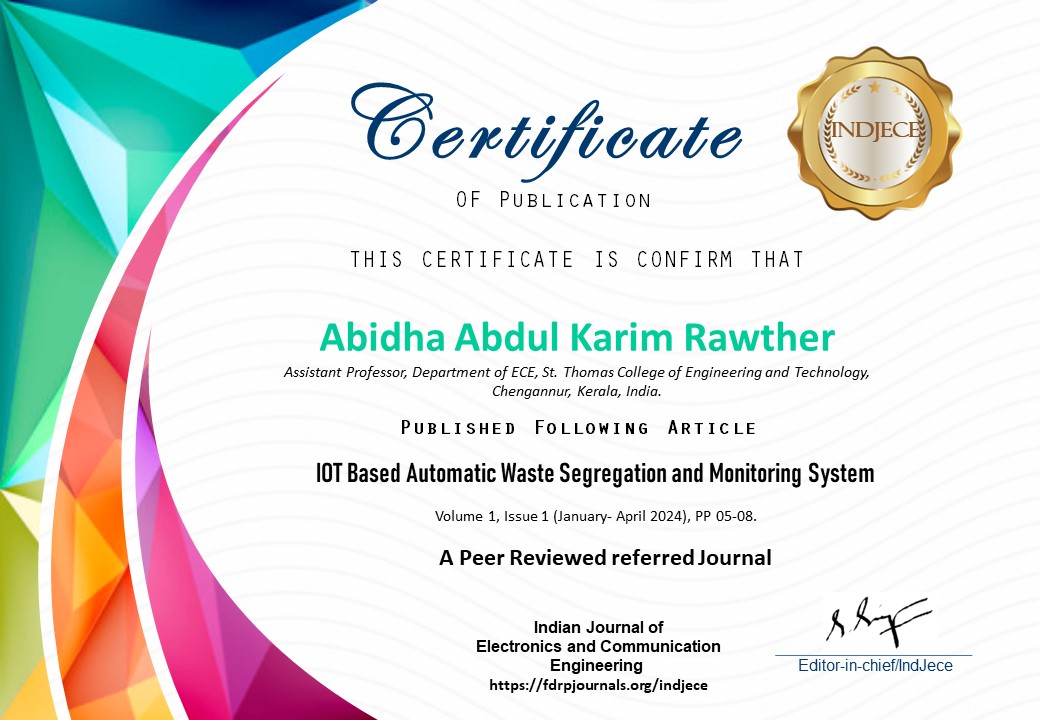 Certificate
INDJECE
OF PUBLICATION
THIS CERTIFICATE IS CONFIRM THAT
Abidha Abdul Karim Rawther
Assistant Professor, Department of ECE, St. Thomas College of Engineering and Technology,
Chengannur, Kerala, India.
PUBLISHED FOLLOWING ARTICLE
IOT Based Automatic Waste Segregation and Monitoring System
Volume 1, Issue 1 (January- April 2024), PP 05-08.
A Peer Reviewed referred Journal
Indian Journal of
Electronics and Communication
Engineering
https://fdrpjournals.org/indjece
Editor-in-chief/IndJece